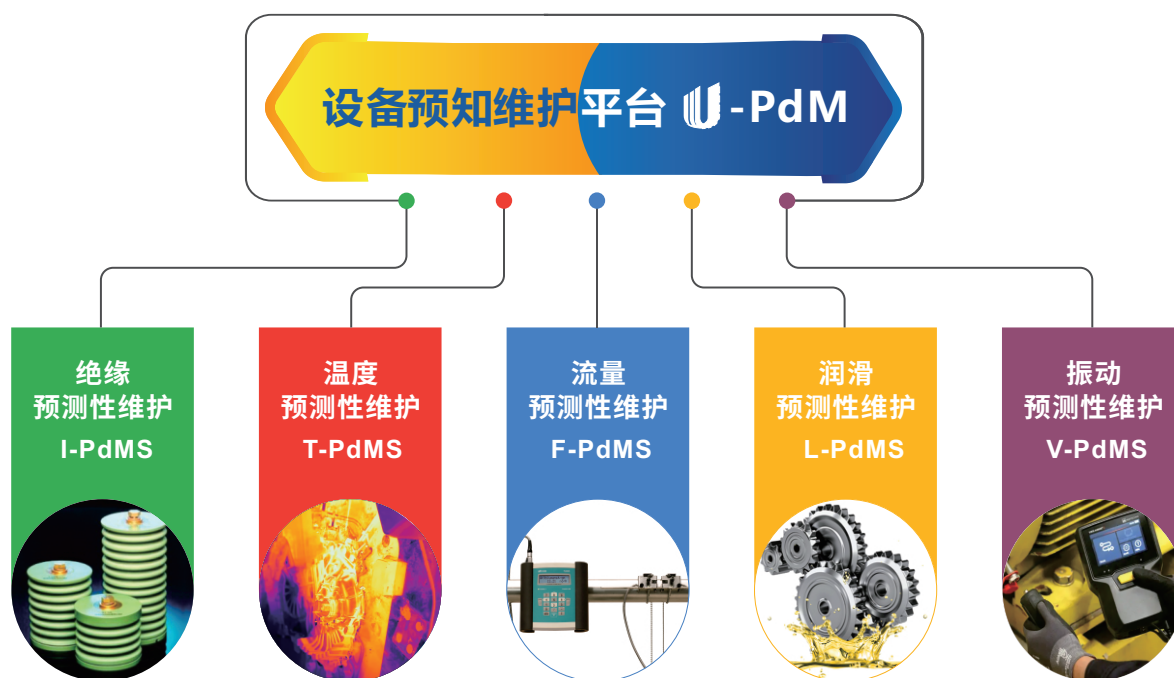 设备预知维护平台 U-PdM
绝缘
预测性维护
I-PdMS
温度
预测性维护
T-PdMS
流量
预测性维护
F-PdMS
润滑
预测性维护
L-PdMS
振动
预测性维护
V-PdMS